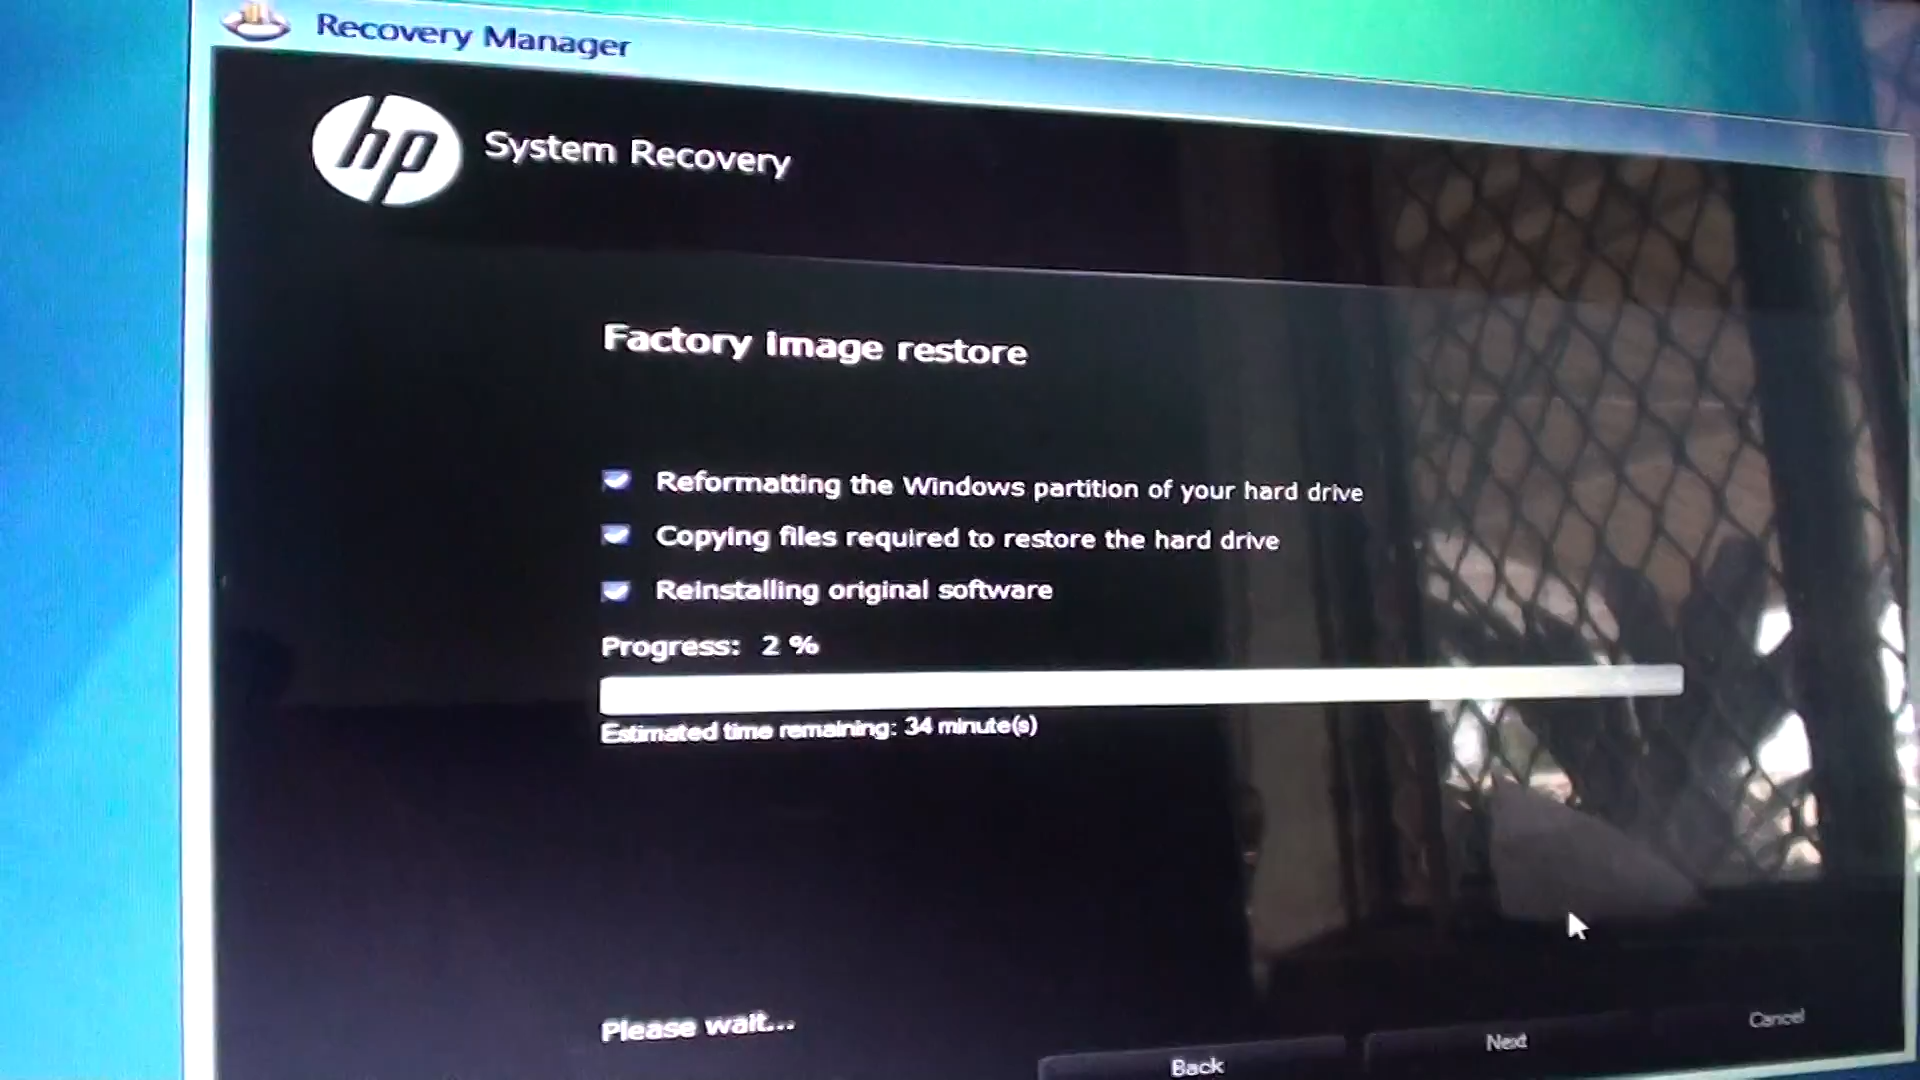 Recovery Manager
hp
System Recovery
Factory image restore
Reformatting the Windows partition of your hard drive
Copying files required to restore the hard drive
Reinstalling original software
Progress: 2 %
Estimated time remaining: 34 minute(s)
Please wait...
Back
Next
Cancel